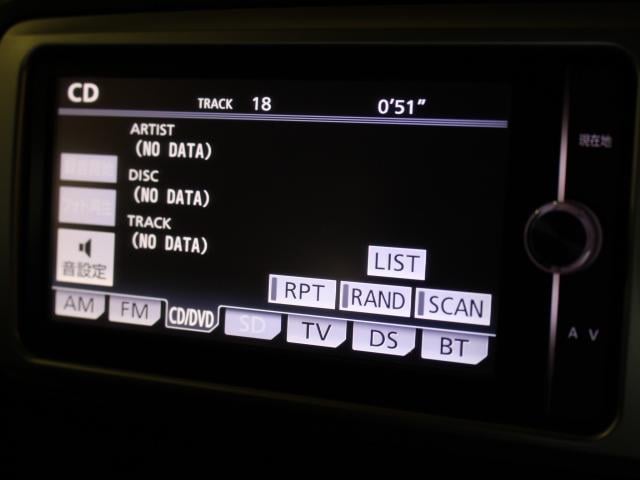 CD
TRACK 18 0'51"
ARTIST
(NO DATA)
現在地
DISC
(NO DATA)
TRACK
(NO DATA)
音設定
LIST
RPT RAND SCAN
AM FM CD/DVD SD TV DS BT
A V